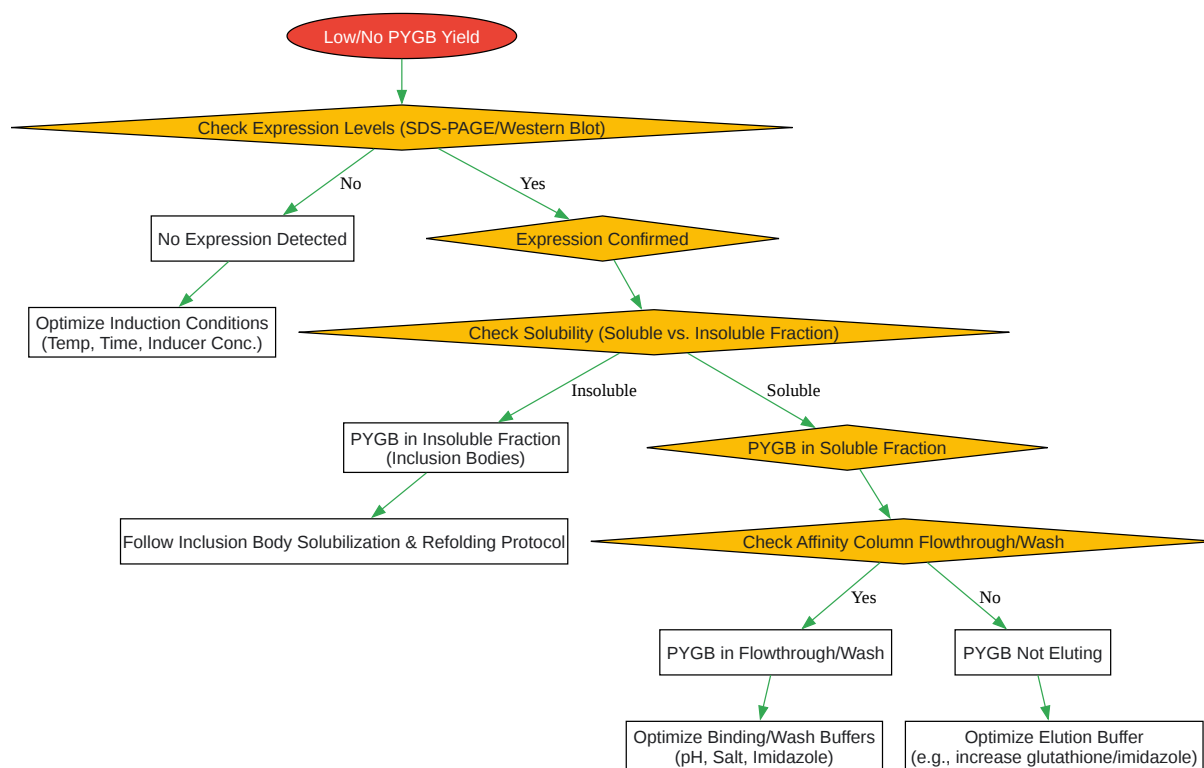 Low/No PYGB Yield
Check Expression Levels (SDS-PAGE/Western Blot)
No
Yes
No Expression Detected
Expression Confirmed
Optimize Induction Conditions
(Temp, Time, Inducer Conc.)
Check Solubility (Soluble vs. Insoluble Fraction)
Insoluble
Soluble
PYGB in Insoluble Fraction
(Inclusion Bodies)
PYGB in Soluble Fraction
Follow Inclusion Body Solubilization & Refolding Protocol
Check Affinity Column Flowthrough/Wash
Yes
No
PYGB in Flowthrough/Wash
PYGB Not Eluting
Optimize Binding/Wash Buffers
(pH, Salt, Imidazole)
Optimize Elution Buffer
(e.g., increase glutathione/imidazole)